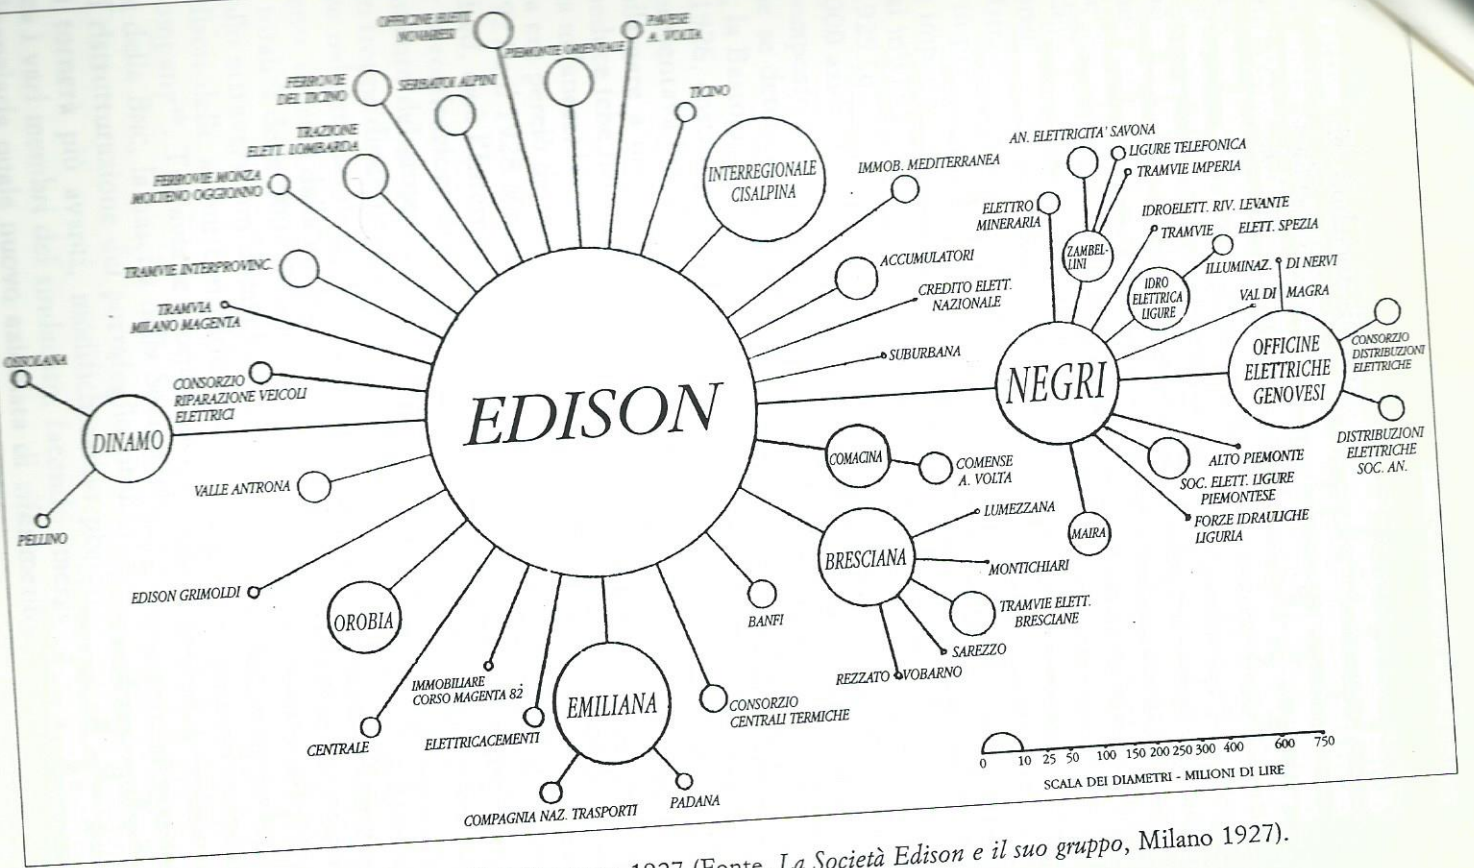 OFFICINE ELETT.
NOVARESI
PAVESE
A. VOLTA
PIEMONTE ORIENTALE
FERROVIE
DEL TICINO
SERBATOI ALPINI
TICINO
TRAZIONE
ELETT. LOMBARDA
FERROVIE MONZA
MOLTENO OGGIONNO
INTERREGIONALE
CISALPINA
IMMOB. MEDITERRANEA
AN. ELETTRICITA' SAVONA
LIGURE TELEFONICA
TRAMVIE IMPERIA
ELETTRO
MINERARIA
ZAMBEL-
LINI
IDROELETT. RIV. LEVANTE
TRAMVIE
ELETT. SPEZIA
IDRO
ELETTRICA
LIGURE
ILLUMINAZ. DI NERVI
VAL DI MAGRA
TRAMVIE INTERPROVINC.
TRAMVIA
MILANO MAGENTA
ACCUMULATORI
CREDITO ELETT.
NAZIONALE
SUBURBANA
OSSOLANA
CONSORZIO
RIPARAZIONE VEICOLI
ELETTRICI
DINAMO
EDISON
NEGRI
OFFICINE
ELETTRICHE
GENOVESI
CONSORZIO
DISTRIBUZIONI
ELETTRICHE
DISTRIBUZIONI
ELETTRICHE
SOC. AN.
ALTO PIEMONTE
SOC. ELETT. LIGURE
PIEMONTESE
FORZE IDRAULICHE
LIGURIA
MAIRA
COMACINA
COMENSE
A. VOLTA
VALLE ANTRONA
PELLINO
BRESCIANA
LUMEZZANA
MONTICHIARI
TRAMVIE ELETT.
BRESCIANE
SAREZZO
REZZATO VOBARNO
EDISON GRIMOLDI
OROBIA
BANFI
IMMOBILIARE
CORSO MAGENTA 82
CENTRALE
ELETTRICACEMENTI
EMILIANA
CONSORZIO
CENTRALI TERMICHE
COMPAGNIA NAZ. TRASPORTI
PADANA
0 10 25 50 100 150 200 250 300 400 600 750
SCALA DEI DIAMETRI - MILIONI DI LIRE
1927 (Fonte, La Società Edison e il suo gruppo, Milano 1927).